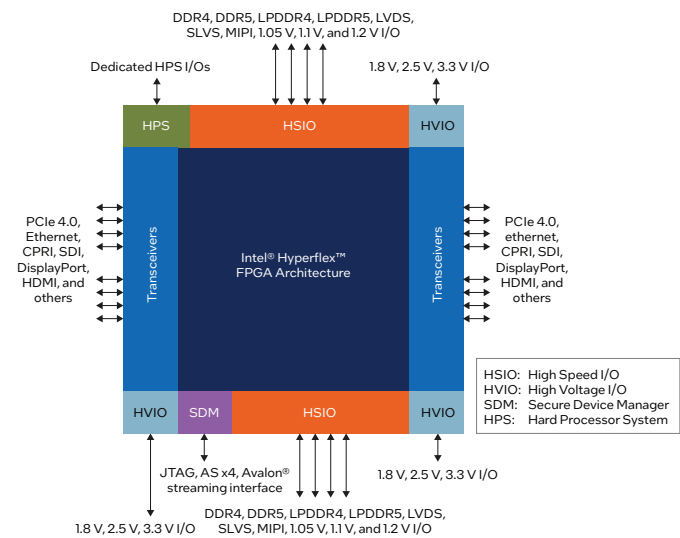 DDR4, DDR5, LPDDR4, LPDDR5, LVDS,
SLVS, MIPI, 1.05 V, 1.1 V, and 1.2 V I/O
Dedicated HPS I/Os
1.8 V, 2.5 V, 3.3 V I/O
HPS
HSIO
HVIO
PCIe 4.0,
Ethernet,
CPRI, SDI,
DisplayPort,
HDMI, and
others
Transceivers
Intel® Hyperflex™
FPGA Architecture
Transceivers
PCIe 4.0,
ethernet,
CPRI, SDI,
DisplayPort,
HDMI, and
others
HSIO: High Speed I/O
HVIO: High Voltage I/O
SDM: Secure Device Manager
HPS: Hard Processor System
HVIO
SDM
HSIO
HVIO
JTAG, AS x4, Avalon®
streaming interface
1.8 V, 2.5 V, 3.3 V I/O
DDR4, DDR5, LPDDR4, LPDDR5, LVDS,
SLVS, MIPI, 1.05 V, 1.1 V, and 1.2 V I/O
1.8 V, 2.5 V, 3.3 V I/O